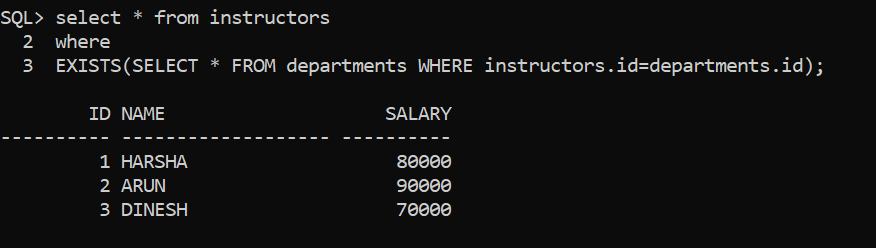 SQL> select * from instructors
  2  where
  3  EXISTS(SELECT * FROM departments WHERE instructors.id=departments.id);

        ID NAME                    SALARY
---------- ------------------- ----------
         1 HARSHA                   80000
         2 ARUN                     90000
         3 DINESH                   70000